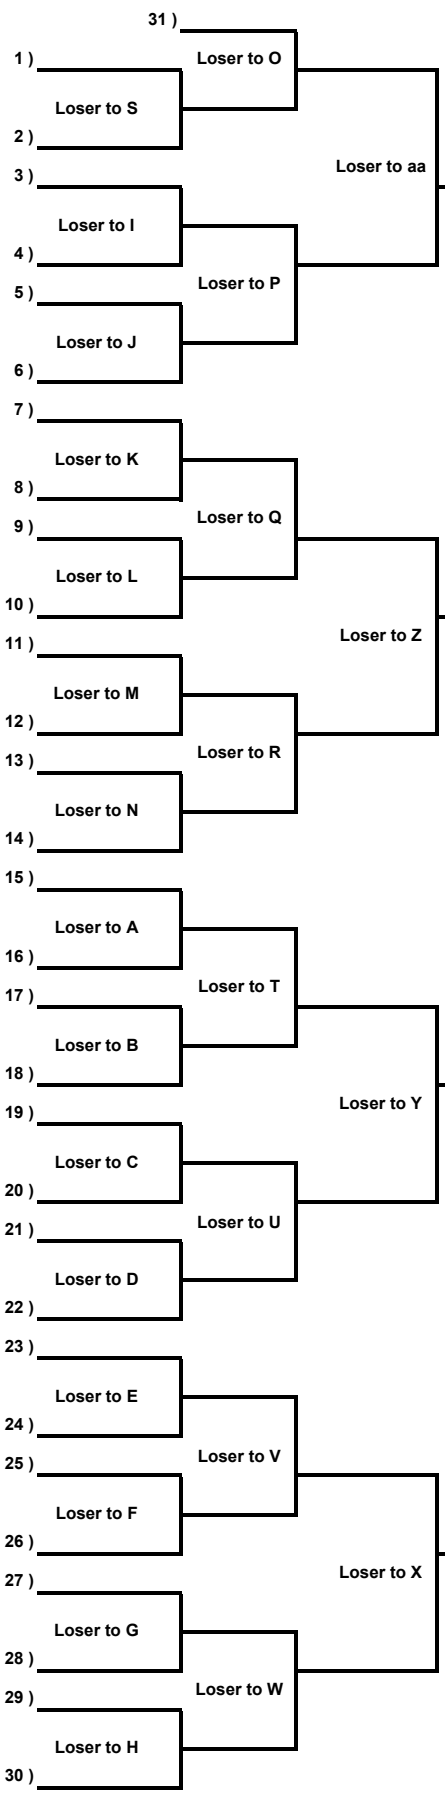 31 )
1 )
Loser to O
Loser to S
2 )
Loser to aa
3 )
Loser to I
4 )
Loser to P
5 )
Loser to J
6 )
7 )
Loser to K
8 )
Loser to Q
9 )
Loser to L
10 )
Loser to Z
11 )
Loser to M
12 )
Loser to R
13 )
Loser to N
14 )
15 )
Loser to A
16 )
Loser to T
17 )
Loser to B
18 )
Loser to Y
19 )
Loser to C
20 )
Loser to U
21 )
Loser to D
22 )
23 )
Loser to E
24 )
Loser to V
25 )
Loser to F
26 )
Loser to X
27 )
Loser to G
28 )
Loser to W
29 )
Loser to H
30 )